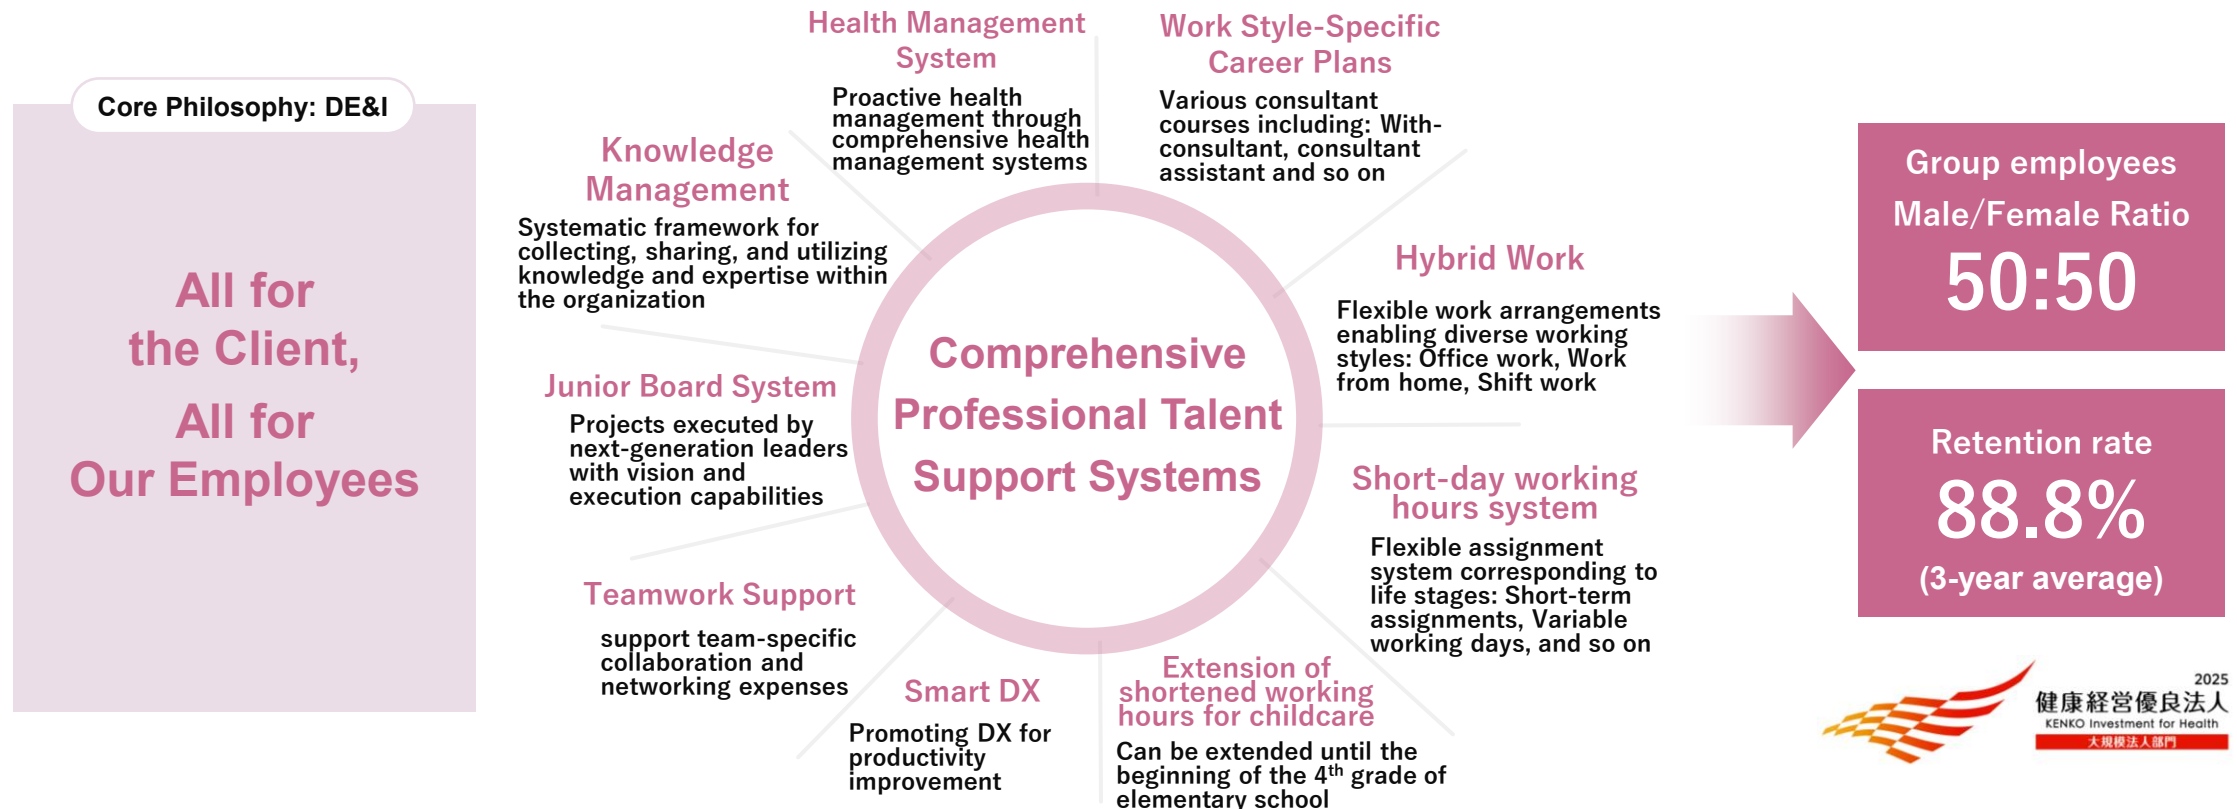 Core Philosophy: DE&I
All for
the Client,
All for
Our Employees
Health Management
System
Proactive health
management through
comprehensive health
management systems
Work Style-Specific
Career Plans
Various consultant
courses including: With-
consultant, consultant
assistant and so on
Knowledge
Management
Systematic framework for
collecting, sharing, and utilizing
knowledge and expertise within
the organization
Hybrid Work
Flexible work arrangements
enabling diverse working
styles: Office work, Work
from home, Shift work
Comprehensive
Professional Talent
Support Systems
Junior Board System
Projects executed by
next-generation leaders
with vision and
execution capabilities
Short-day working
hours system
Flexible assignment
system corresponding to
life stages: Short-term
assignments, Variable
working days, and so on
Teamwork Support
support team-specific
collaboration and
networking expenses
Smart DX
Promoting DX for
productivity
improvement
Extension of
shortened working
hours for childcare
Can be extended until the
beginning of the 4th grade of
elementary school
Group employees
Male/Female Ratio
50:50
Retention rate
88.8%
(3-year average)
2025
健康経営優良法人
KENKO Investment for Health
大規模法人部門